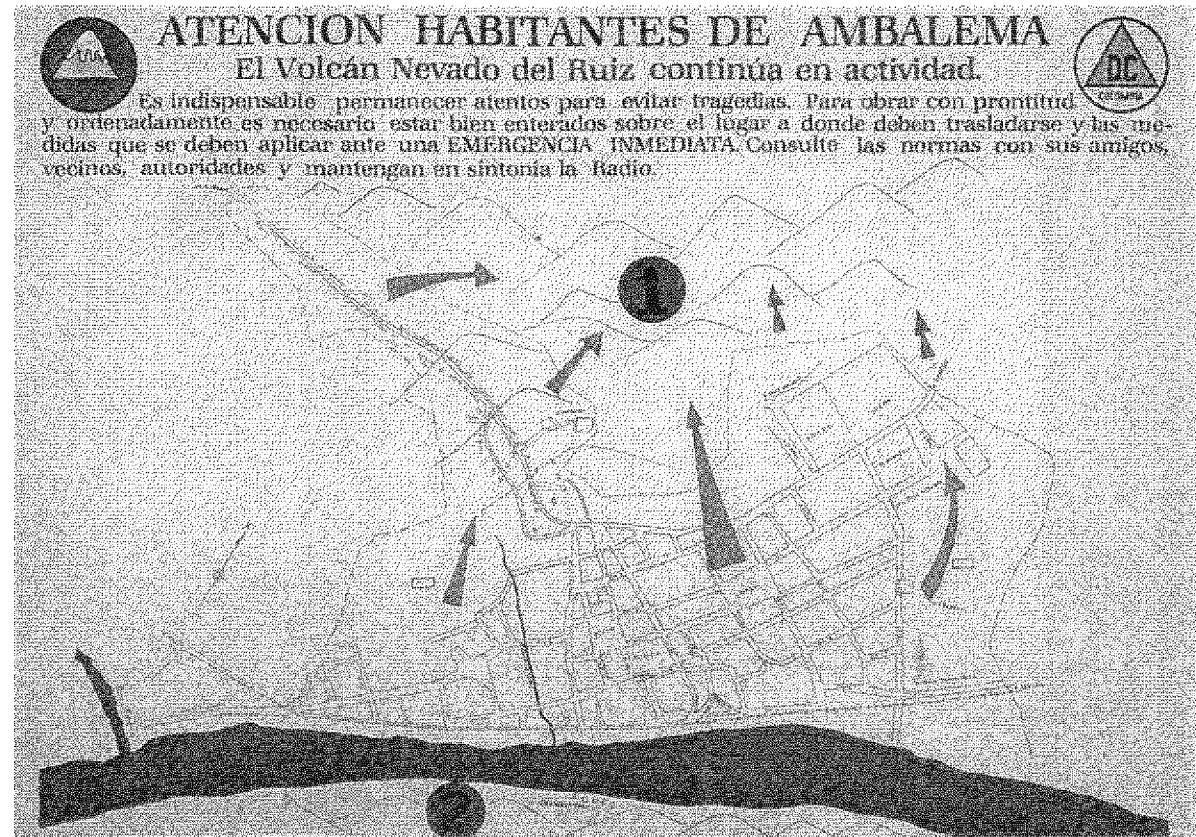 ATENCION HABITANTES DE AMBALEMA
El Volcán Nevado del Ruiz continúa en actividad.
Es indispensable permanecer atentos para evitar tragedias. Para obrar con prontitud
y ordenadamente es necesario estar bien enterados sobre el lugar a donde deben trasladarse y las me-
didas que se deben aplicar ante una EMERGENCIA INMEDIATA. Consulte las normas con sus amigos,
vecinos, autoridades y mantengan en sintonía la Radio.
DC
COLOMBIA
1
2